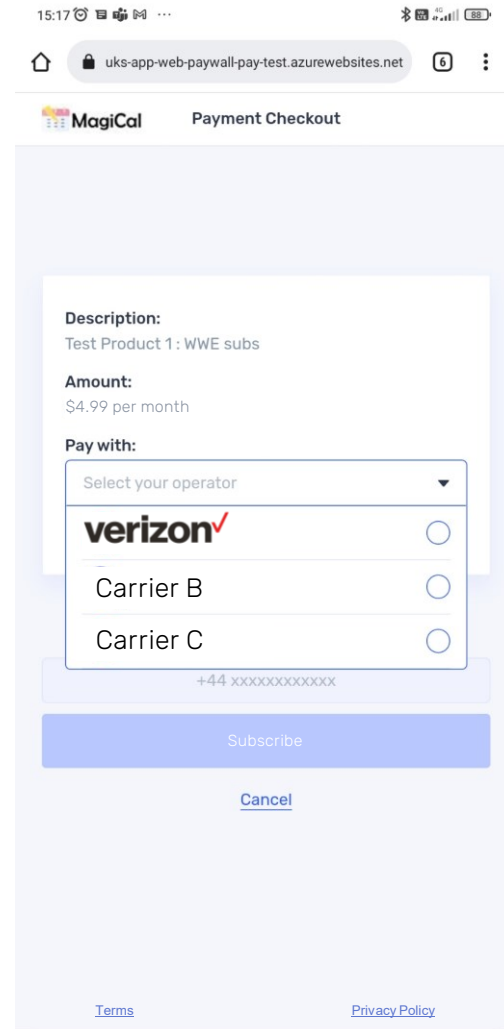 15:17
4G
88
uks-app-web-paywall-pay-test.azurewebsites.net
6
MagiCal Payment Checkout
Description:
Test Product 1 : WWE subs
Amount:
$4.99 per month
Pay with:
Select your operator
verizon
Carrier B
Carrier C
+44 xxxxxxxxxxxx
Subscribe
Cancel
Terms Privacy Policy